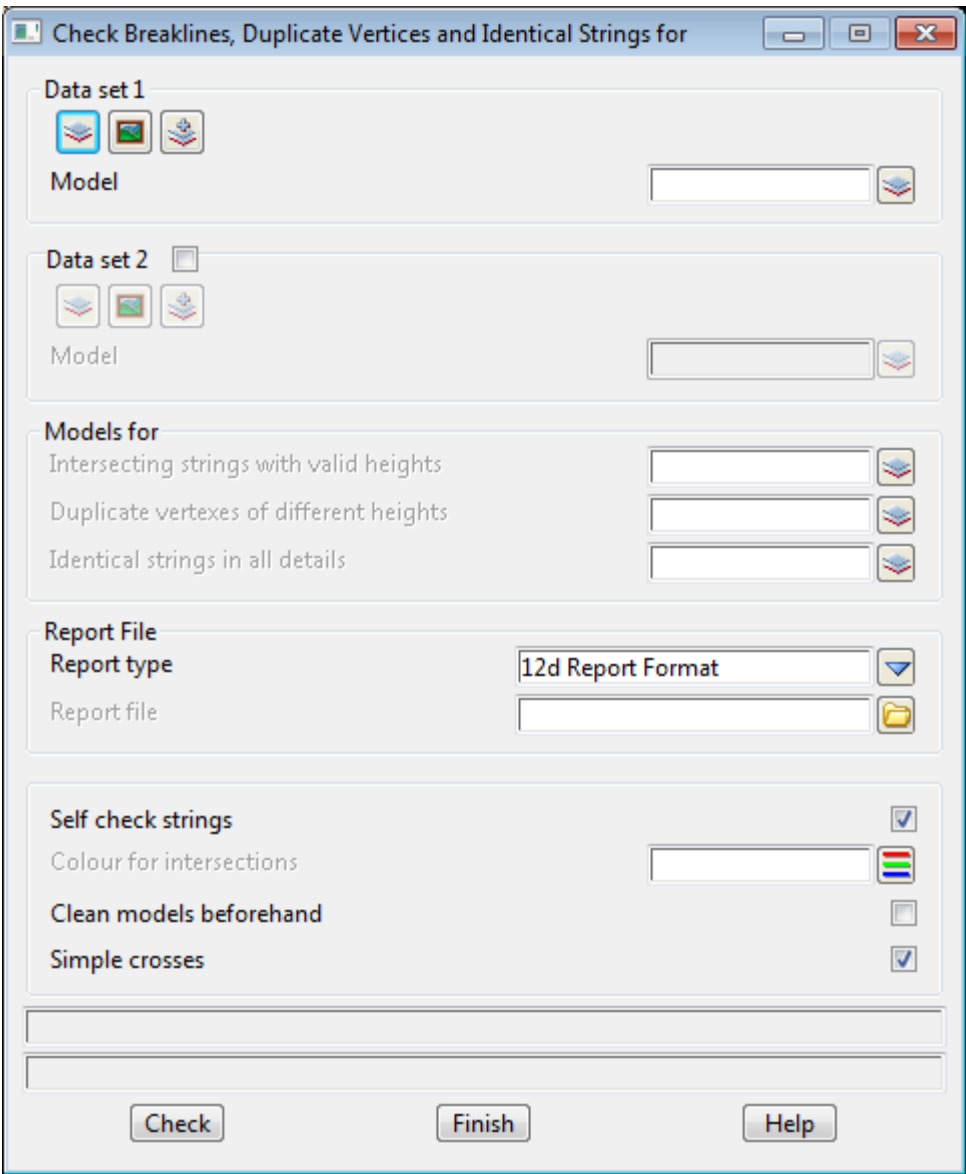 Check Breaklines, Duplicate Vertices and Identical Strings for
Data set 1
Model
Data set 2
Model
Models for
Intersecting strings with valid heights
Duplicate vertexes of different heights
Identical strings in all details
Report File
Report type 12d Report Format
Report file
Self check strings
Colour for intersections
Clean models beforehand
Simple crosses
Check Finish Help